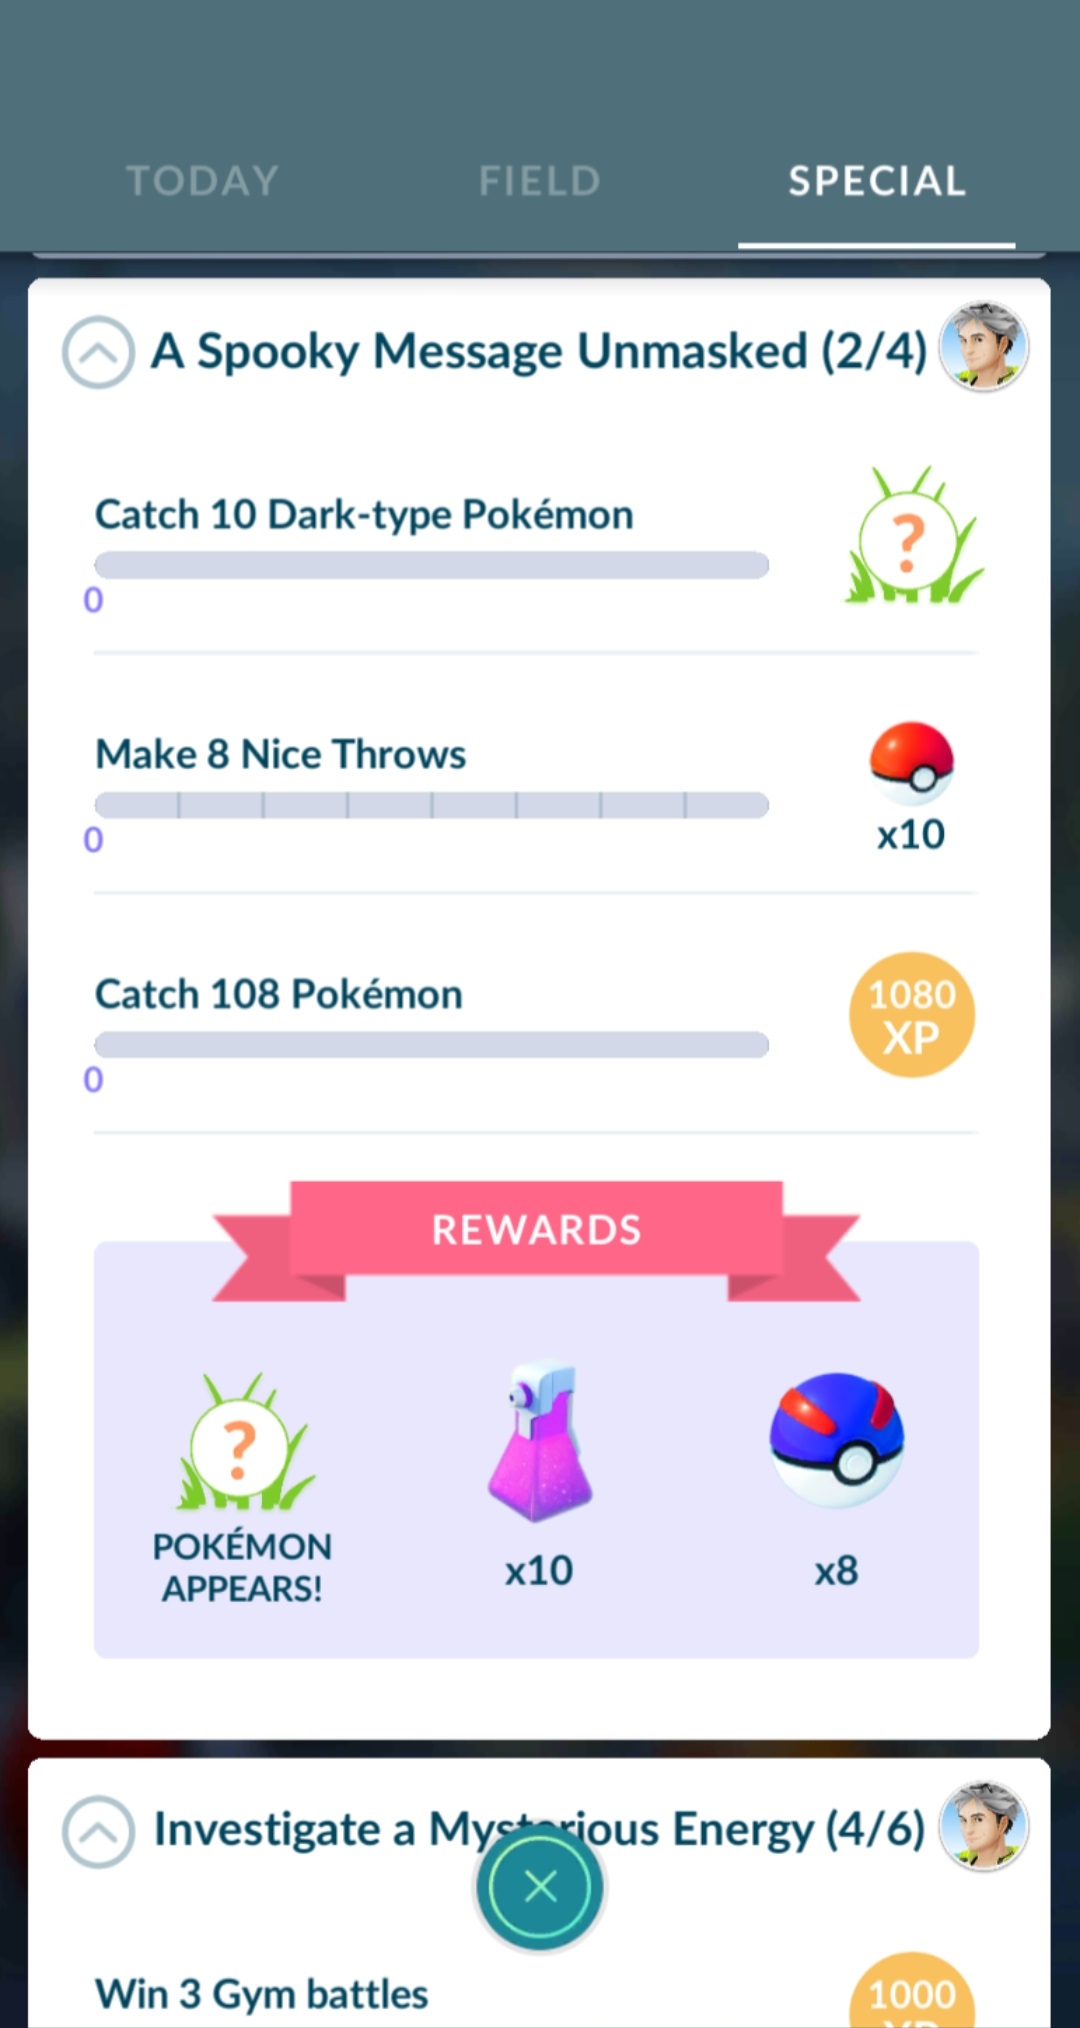 TODAY FIELD SPECIAL
A Spooky Message Unmasked (2/4)
Catch 10 Dark-type Pokémon
?
0
Make 8 Nice Throws
0
x10
Catch 108 Pokémon
0
1080
XP
REWARDS
?
POKÉMON
APPEARS!
x10
x8
Investigate a Mysterious Energy (4/6)
Win 3 Gym battles
1000
XP